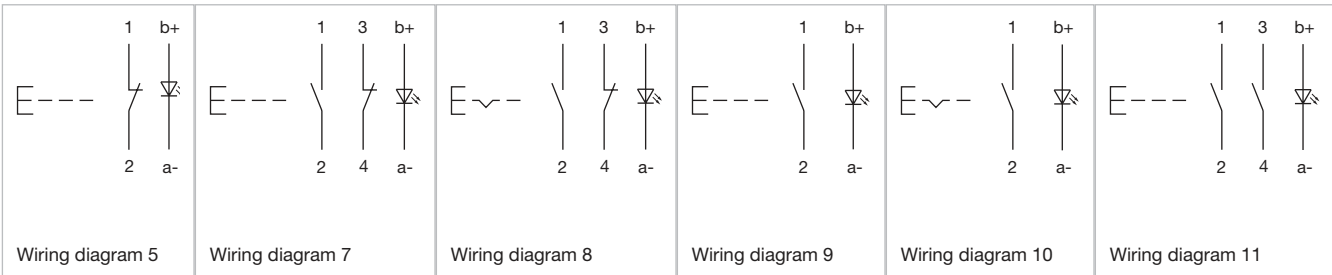 1 b+
2 a-
Wiring diagram 5
1 3 b+
2 4 a-
Wiring diagram 7
1 3 b+
2 4 a-
Wiring diagram 8
1 b+
2 a-
Wiring diagram 9
1 b+
2 a-
Wiring diagram 10
1 3 b+
2 4 a-
Wiring diagram 11